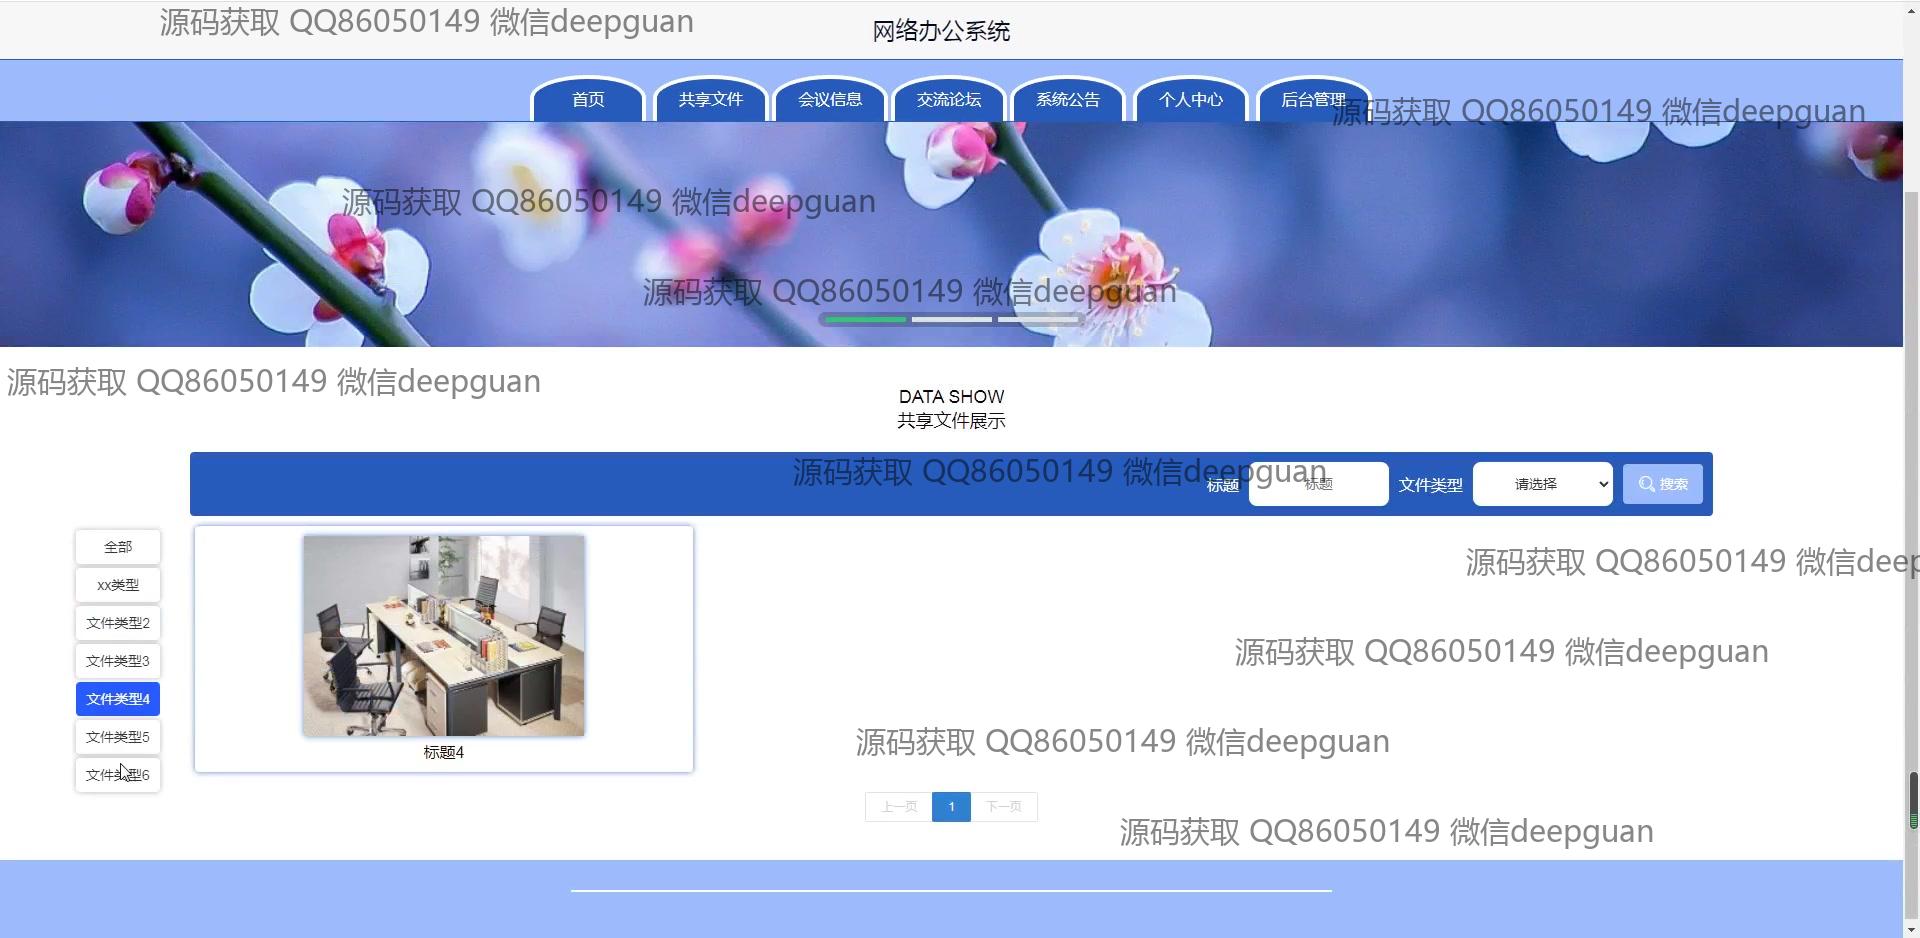 源码获取 QQ86050149 微信deepguan
网络办公系统
首页 共享文件 会议信息 交流论坛 系统公告 个人中心 后台管理
源码获取 QQ86050149 微信deepguan
源码获取 QQ86050149 微信deepguan
源码获取 QQ86050149 微信deepguan
源码获取 QQ86050149 微信deepguan
DATA SHOW
共享文件展示
源码获取 QQ86050149 微信deepguan
标题 标题 文件类型 请选择 搜索
全部
xx类型
文件类型2
文件类型3
文件类型4
文件类型5
文件类型6
源码获取 QQ86050149 微信deep
源码获取 QQ86050149 微信deepguan
源码获取 QQ86050149 微信deepguan
标题4
上一页 1 下一页
源码获取 QQ86050149 微信deepguan